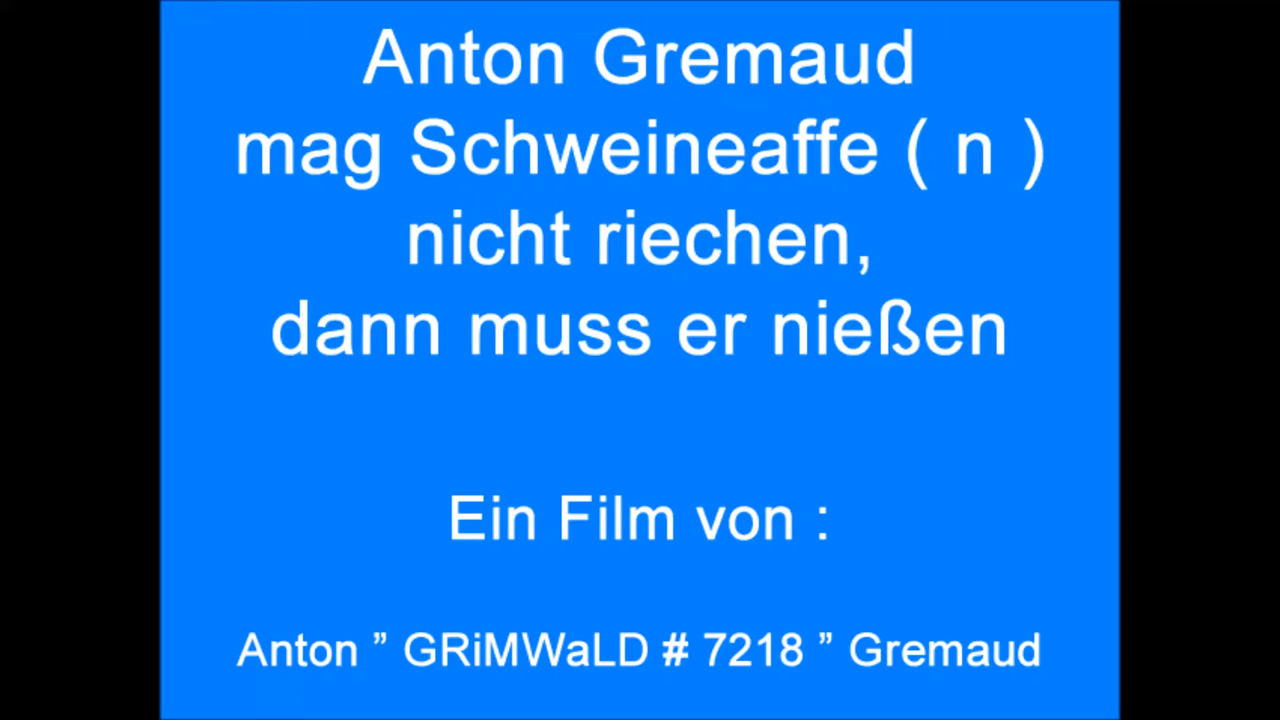 Anton Gremaud
mag Schweineaffe ( n )
nicht riechen,
dann muss er nießen
Ein Film von :
Anton ” GRiMWaLD # 7218 ” Gremaud